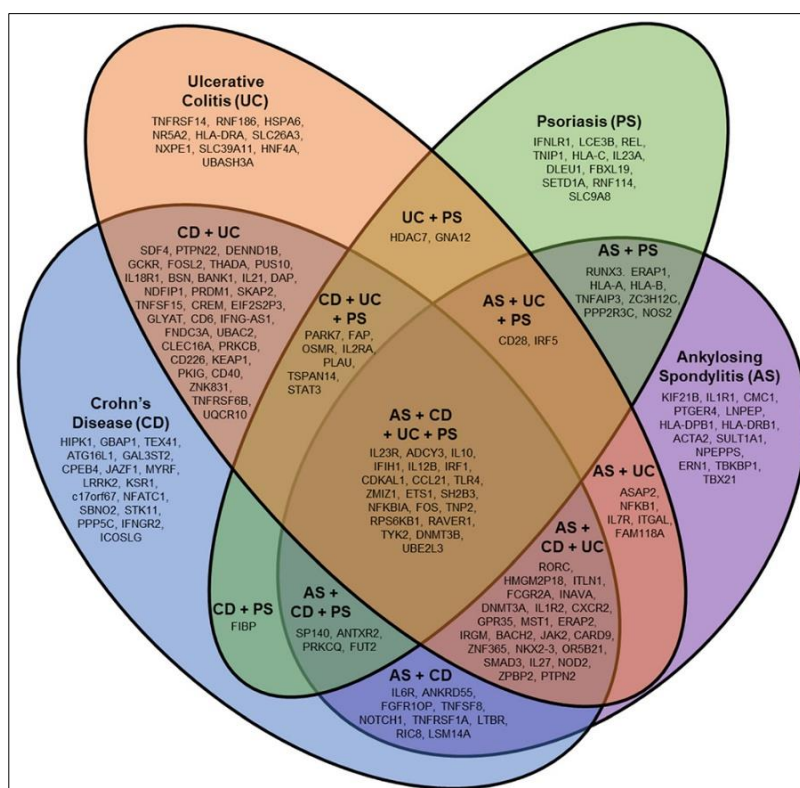 Ulcerative
Colitis (UC)
TNFRSF14, RNF186, HSPA6,
NR5A2, HLA-DRA, SLC26A3,
NXPE1, SLC39A11, HNF4A,
UBASH3A
Psoriasis (PS)
IFNLR1, LCE3B, REL,
TNIP1, HLA-C, IL23A,
DLEU1, FBXL19,
SETD1A, RNF114,
SLC9A8
CD + UC
SDF4, PTPN22, DENND1B,
GCKR, FOSL2, THADA, PUS10,
IL18R1, BSN, BANK1, IL21, DAP,
NDFIP1, PRDM1, SKAP2,
TNFSF15, CREM, EIF2S2P3,
GLYAT, CD6, IFNG-AS1,
FNDC3A, UBAC2,
CLEC16A, PRKCB,
CD226, KEAP1,
PKIG, CD40,
ZNK831,
TNFRSF6B,
UQCR10
UC + PS
HDAC7, GNA12
AS + PS
RUNX3. ERAP1,
HLA-A, HLA-B,
TNFAIP3, ZC3H12C,
PPP2R3C, NOS2
CD + UC
+ PS
PARK7, FAP,
OSMR, IL2RA,
PLAU,
TSPAN14,
STAT3
AS + UC
+ PS
CD28, IRF5
Ankylosing
Spondylitis (AS)
KIF21B, IL1R1, CMC1,
PTGER4, LNPEP,
HLA-DPB1, HLA-DRB1,
ACTA2, SULT1A1,
NPEPPS,
ERN1, TBKBP1,
TBX21
Crohn's
Disease (CD)
HIPK1, GBAP1, TEX41,
ATG16L1, GAL3ST2,
CPEB4, JAZF1, MYRF,
LRRK2, KSR1,
c17orf67, NFATC1,
SBNO2, STK11,
PPP5C, IFNGR2,
ICOSLG
AS + CD
+ UC + PS
IL23R, ADCY3, IL10,
IFIH1, IL12B, IRF1,
CDKAL1, CCL21, TLR4,
ZMIZ1, ETS1, SH2B3,
NFKBIA, FOS, TNP2,
RPS6KB1, RAVER1,
TYK2, DNMT3B,
UBE2L3
AS + UC
ASAP2,
NFKB1,
IL7R, ITGAL,
FAM118A
AS +
CD + UC
RORC,
HMGM2P18, ITLN1,
FCGR2A, INAVA,
DNMT3A, IL1R2, CXCR2,
GPR35, MST1, ERAP2,
IRGM, BACH2, JAK2, CARD9,
ZNF365, NKX2-3, OR5B21,
SMAD3, IL27, NOD2,
ZPBP2, PTPN2
CD + PS
FIBP
AS +
CD + PS
SP140, ANTXR2,
PRKCQ, FUT2
AS + CD
IL6R, ANKRD55,
FGFR1OP, TNFSF8,
NOTCH1, TNFRSF1A, LTBR,
RIC8, LSM14A